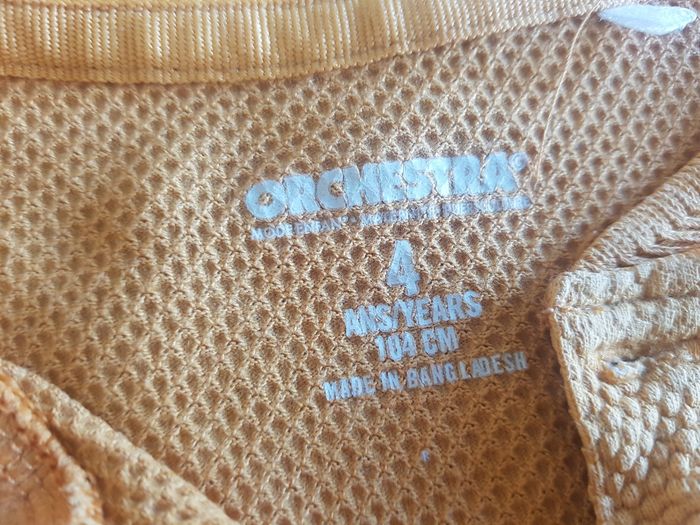 ORCHESTRA®
4
ANS/YEARS
104 CM
MADE IN BANGLADESH